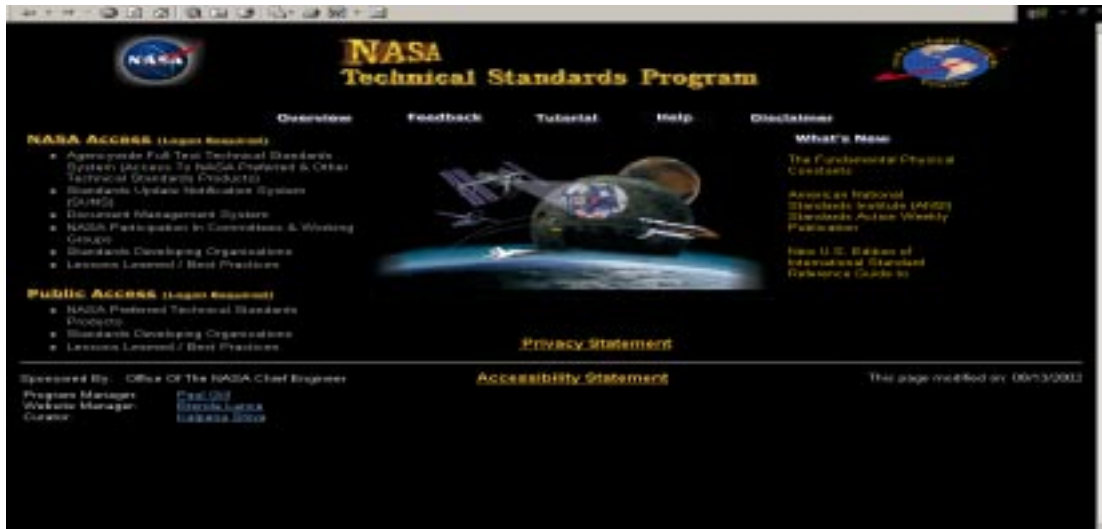 NASA
NASA
Technical Standards Program
Overview Feedback Tutorial Help Disclaimer
NASA Access (Logon Required)
Agencywide Full Text Technical Standards
System (Access To NASA Preferred & Other
Technical Standards Products)
Standards Update Notification System
(SUNS)
Document Management System
NASA Participation In Committees & Working
Groups
Standards Developing Organizations
Lessons Learned / Best Practices
Public Access (Logon Required)
NASA Preferred Technical Standards
Products
Standards Developing Organizations
Lessons Learned / Best Practices
What's New
The Fundamental Physical
Constants
American National
Standards Institute (ANSI)
Standards Action Weekly
Publication
New U.S. Edition of
International Standard
Reference Guide to
Privacy Statement
Sponsored By: Office Of The NASA Chief Engineer
Accessibility Statement
This page modified on:
Program Manager: Paul Gill
Website Manager:
Curator: